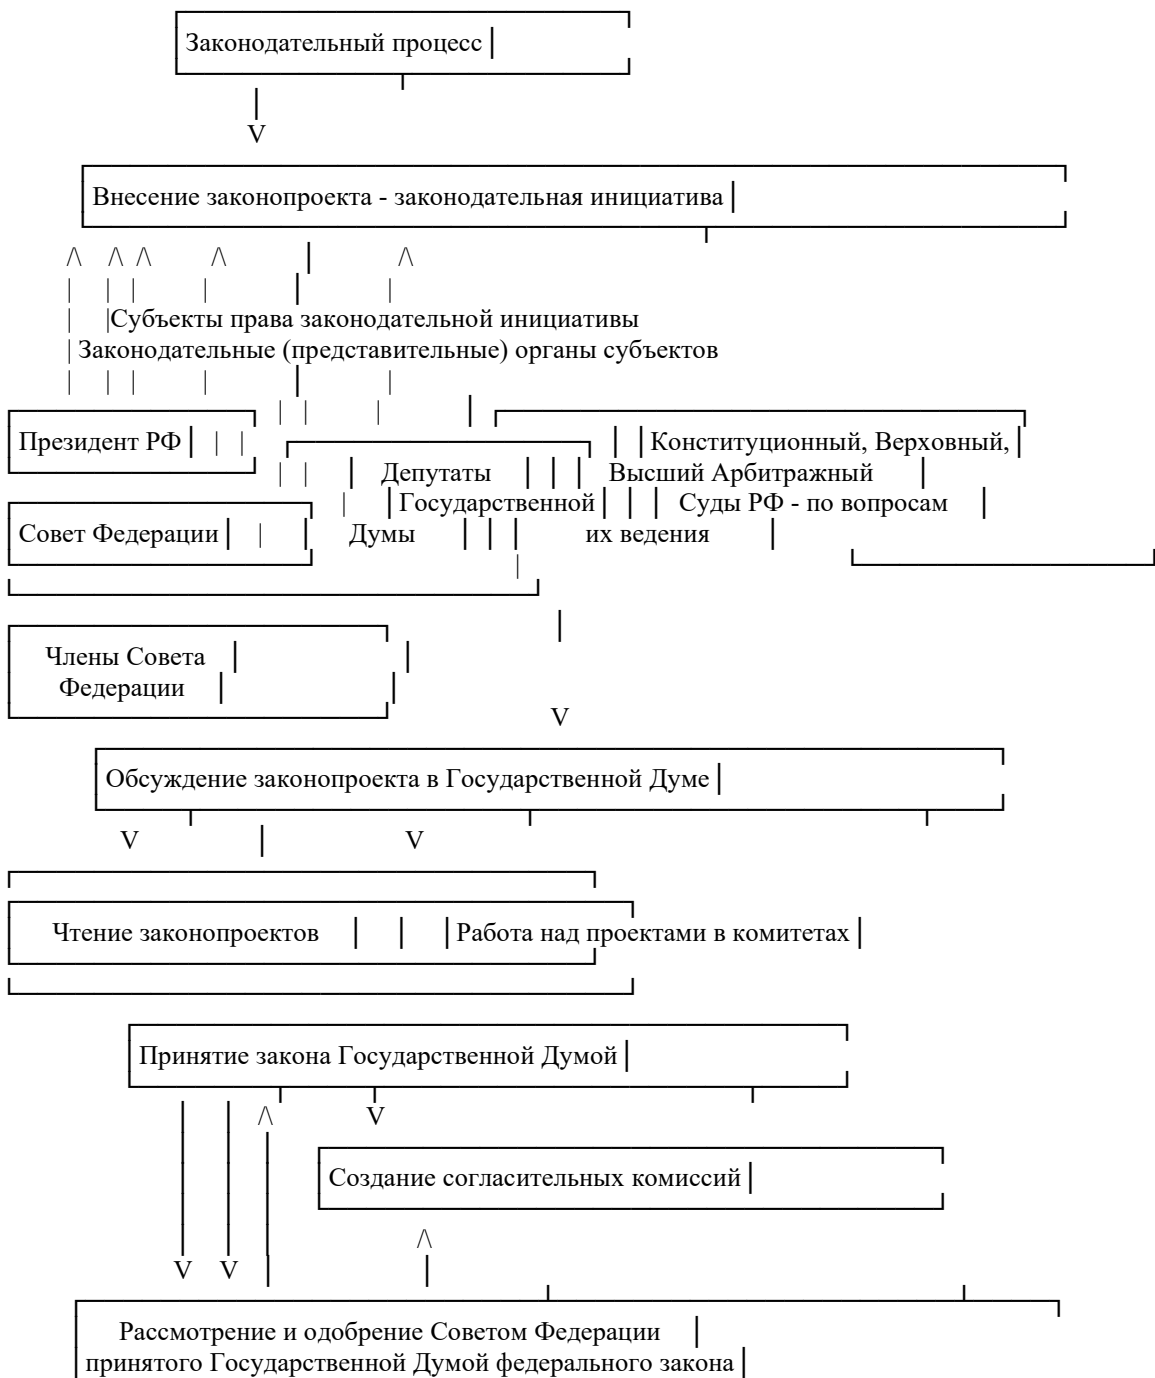 Законодательный процесс
V
Внесение законопроекта - законодательная инициатива
Субъекты права законодательной инициативы
Законодательные (представительные) органы субъектов
Президент РФ
Конституционный, Верховный,
Депутаты
Высший Арбитражный
Государственной
Суды РФ - по вопросам
Совет Федерации
Думы
их ведения
Члены Совета
Федерации
V
Обсуждение законопроекта в Государственной Думе
V V
Чтение законопроектов
Работа над проектами в комитетах
Принятие закона Государственной Думой
V
Создание согласительных комиссий
V V
Рассмотрение и одобрение Советом Федерации
принятого Государственной Думой федерального закона